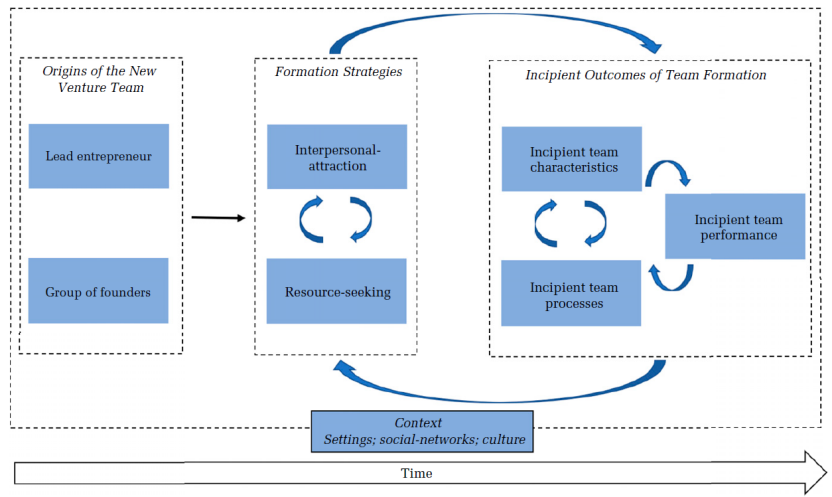 Origins of the New
Venture Team
Lead entrepreneur
Group of founders
Formation Strategies
Interpersonal-
attraction
Resource-seeking
Incipient Outcomes of Team Formation
Incipient team
characteristics
Incipient team
processes
Incipient team
performance
Context
Settings; social-networks; culture
Time